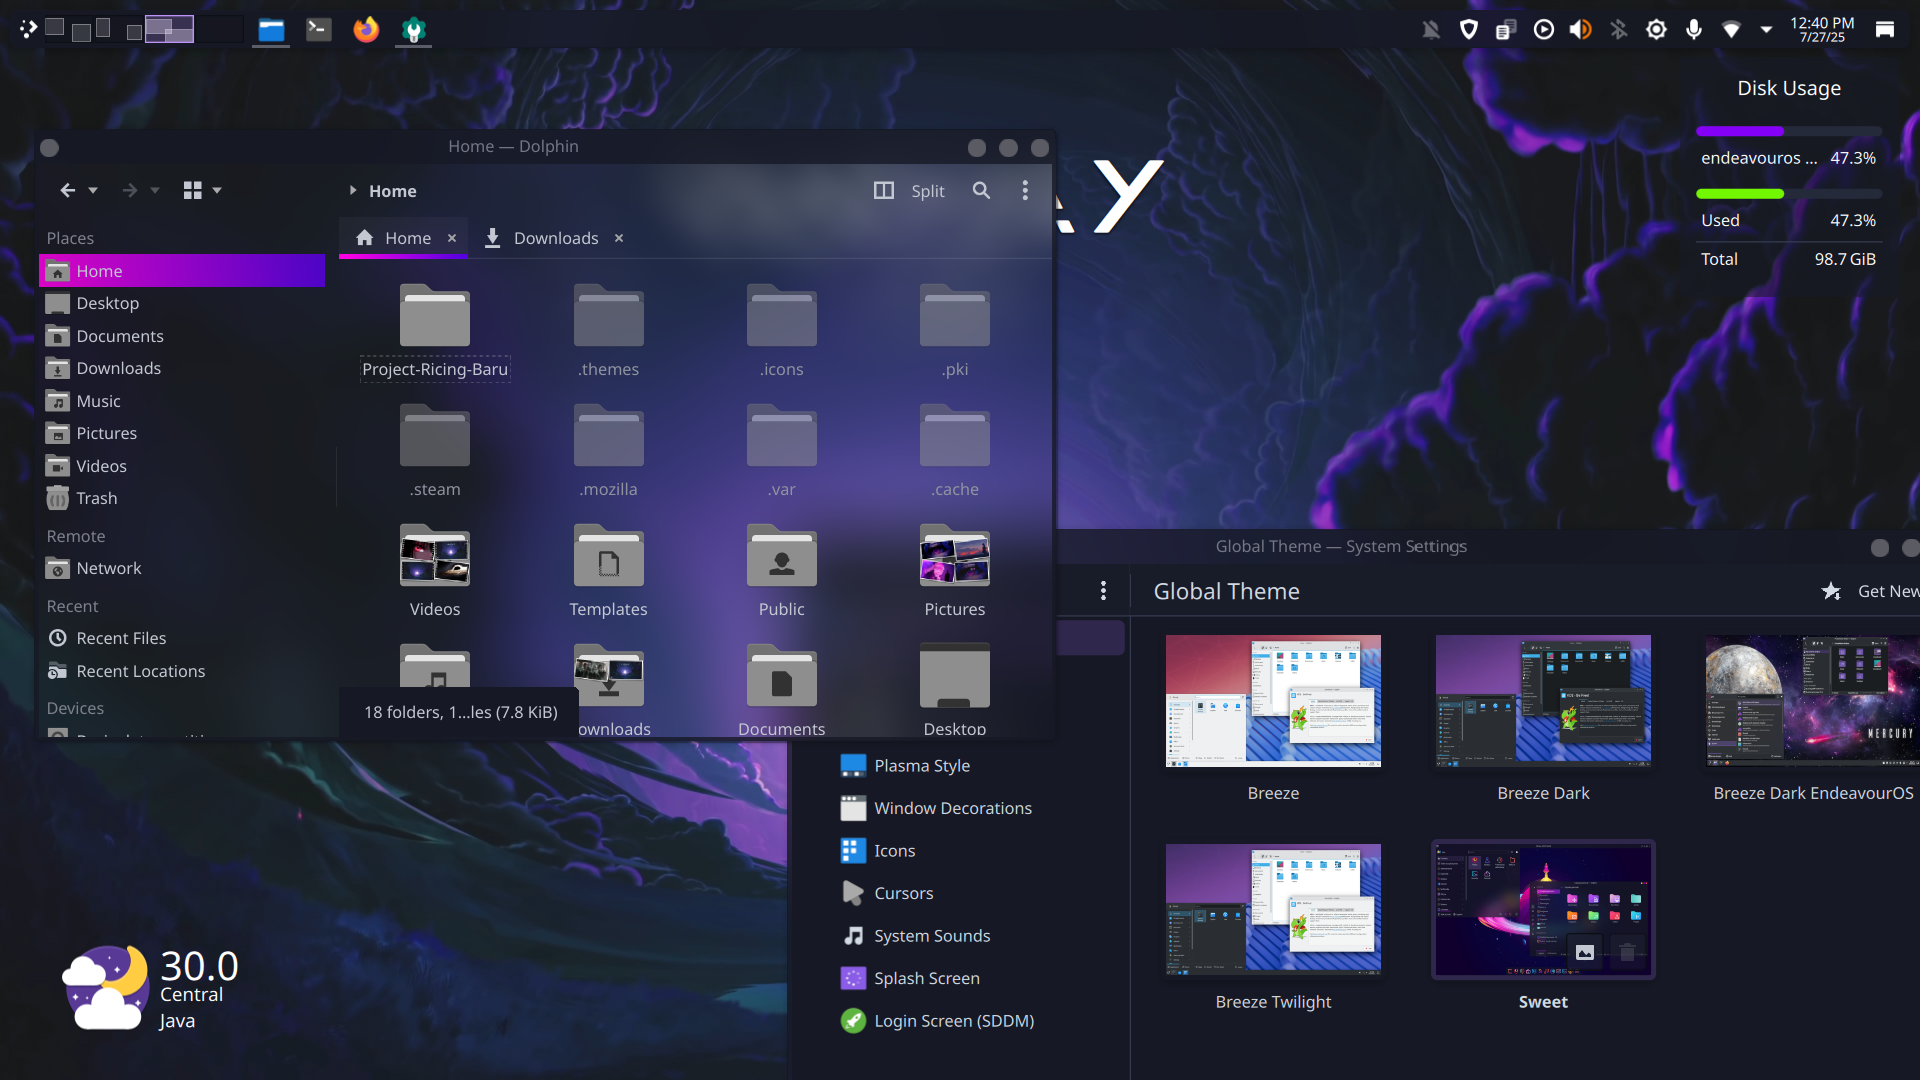 12:40 PM
7/27/25
Disk Usage
endeavouros ... 47.3%
Used 47.3%
Total 98.7 GiB
AY
Home — Dolphin
Home
Split
Home
Downloads
Places
Home
Desktop
Documents
Downloads
Music
Pictures
Videos
Trash
Remote
Network
Recent
Recent Files
Recent Locations
Devices
Project-Ricing-Baru
.themes
.icons
.pki
.steam
.mozilla
.var
.cache
Videos
Templates
Public
Pictures
ownloads
Documents
Desktop
18 folders, 1...les (7.8 KiB)
Global Theme — System Settings
Global Theme
Get New
Plasma Style
Window Decorations
Icons
Cursors
System Sounds
Splash Screen
Login Screen (SDDM)
Breeze
Breeze Dark
MERCURY
Breeze Dark EndeavourOS
Breeze Twilight
Sweet
30.0
Central
Java